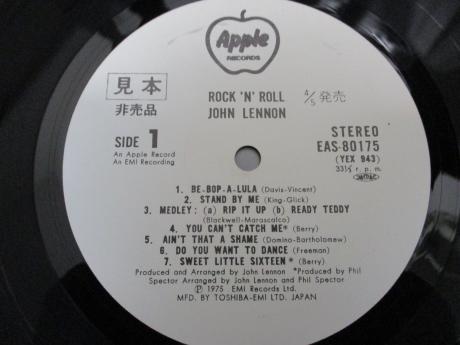 Apple
RECORDS
見本
非売品
ROCK 'N' ROLL 4/5 発売
JOHN LENNON
SIDE 1
An Apple Record
An EMI Recording
STEREO
EAS-80175
(YEX 943)
33⅓ r. p. m.
1. BE-BOP-A-LULA (Davis-Vincent)
2. STAND BY ME (King-Glick)
3. MEDLEY: (a) RIP IT UP (b) READY TEDDY
(Blackwell-Marascalco)
4. YOU CAN'T CATCH ME* (Berry)
5. AIN'T THAT A SHAME (Domino-Bartholomew)
6. DO YOU WANT TO DANCE (Freeman)
7. SWEET LITTLE SIXTEEN* (Berry)
Produced and Arranged by John Lennon *Produced by Phil
Spector Arranged by John Lennon and Phil Spector
Ⓟ 1975 EMI Records Ltd.
MFD. BY TOSHIBA-EMI LTD. JAPAN